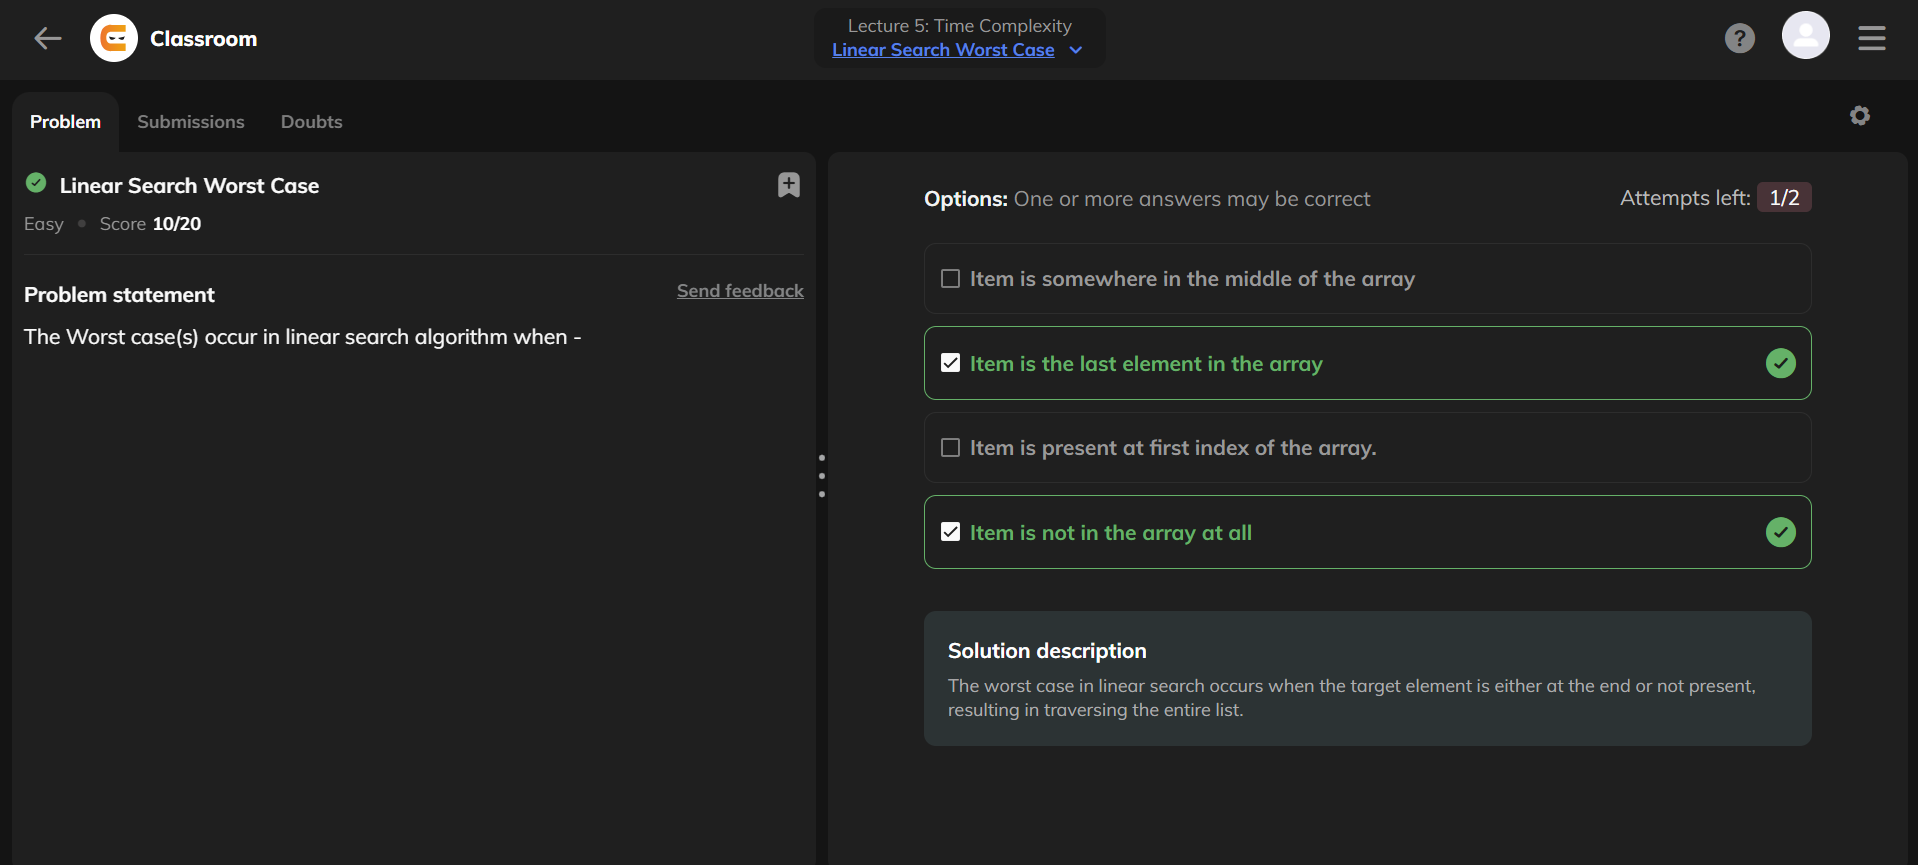 Classroom
Lecture 5: Time Complexity
Linear Search Worst Case
?
Problem
Submissions
Doubts
Linear Search Worst Case
Easy • Score 10/20
Problem statement
Send feedback
The Worst case(s) occur in linear search algorithm when -
Options: One or more answers may be correct
Attempts left: 1/2
Item is somewhere in the middle of the array
Item is the last element in the array
Item is present at first index of the array.
Item is not in the array at all
Solution description
The worst case in linear search occurs when the target element is either at the end or not present,
resulting in traversing the entire list.